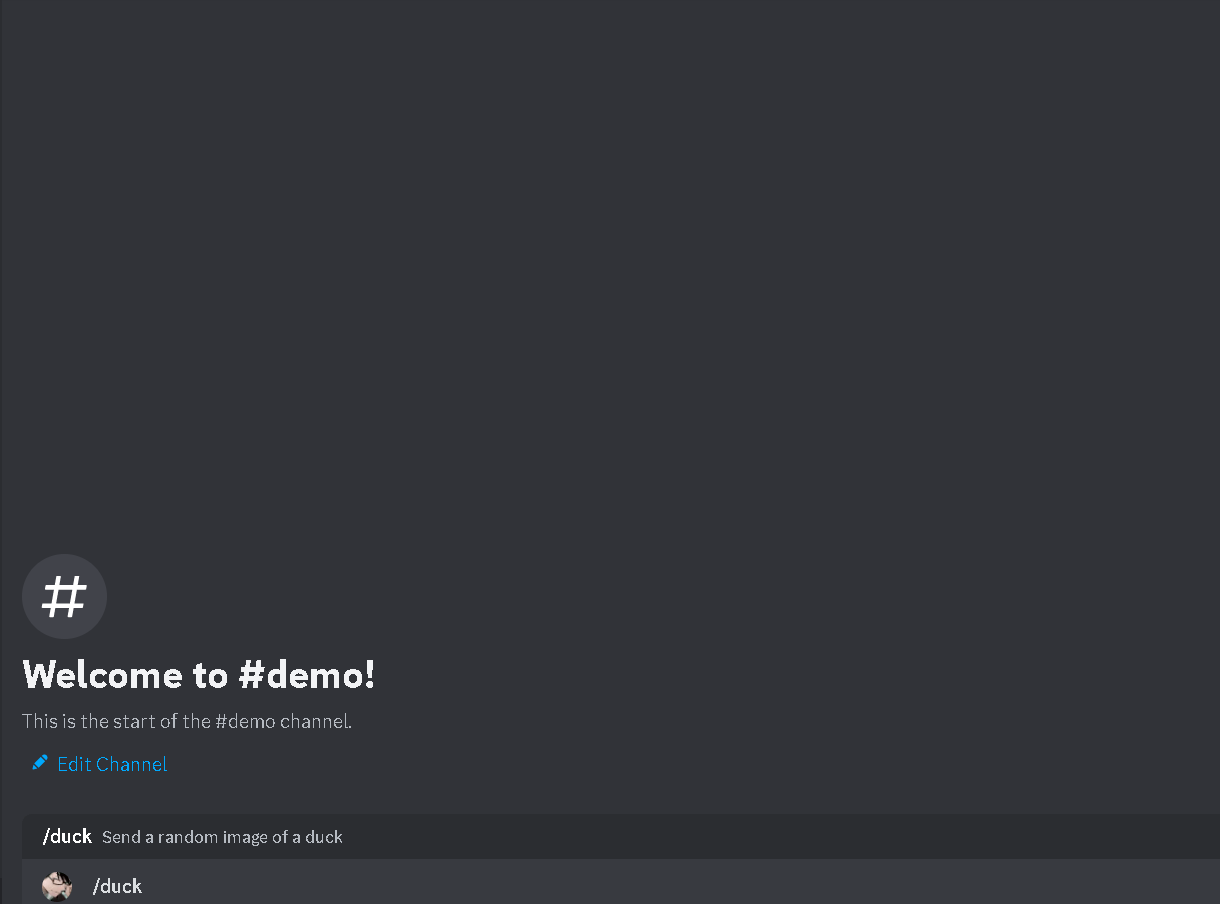 #
Welcome to #demo!
This is the start of the #demo channel.
Edit Channel
/duck Send a random image of a duck
/duck